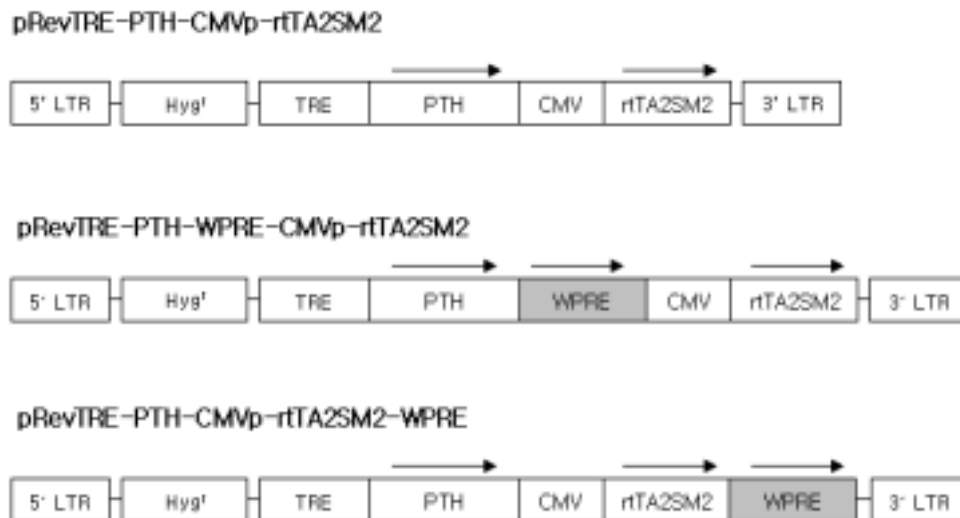 pRevTRE-PTH-CMVp-rtTA2SM2
5' LTR Hygʳ TRE PTH CMV rtTA2SM2 3' LTR
pRevTRE-PTH-WPRE-CMVp-rtTA2SM2
5' LTR Hygʳ TRE PTH WPRE CMV rtTA2SM2 3' LTR
pRevTRE-PTH-CMVp-rtTA2SM2-WPRE
5' LTR Hygʳ TRE PTH CMV rtTA2SM2 WPRE 3' LTR